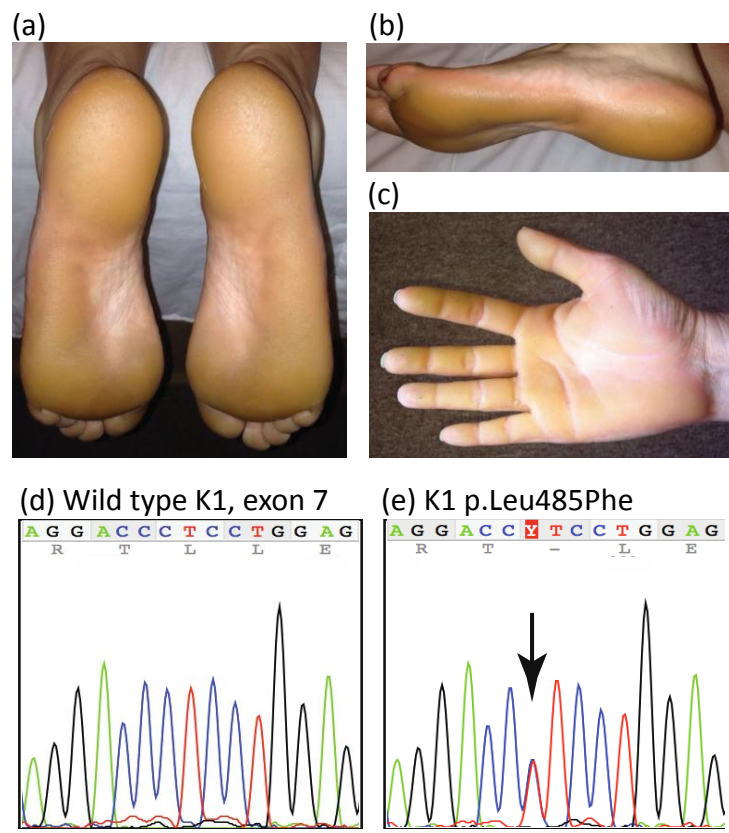 (a)
(b)
(c)
(d) Wild type K1, exon 7
AGGACCCTCCTGGAG
R T L L E
(e) K1 p.Leu485Phe
AGGACCYTCCTGGAG
R T – L E